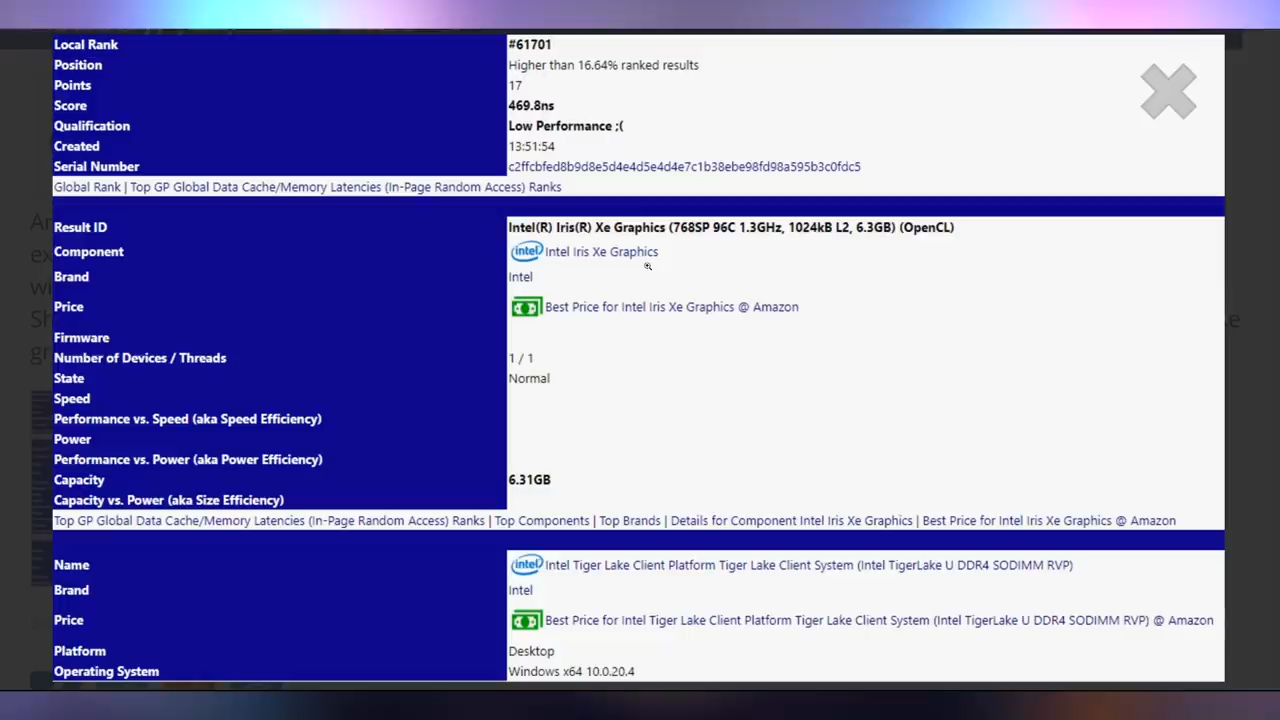 Local Rank #61701
Position Higher than 16.64% ranked results
Points 17
Score 469.8ns
Qualification Low Performance ;(
Created 13:51:54
Serial Number c2ffcbfed8b9d8e5d4e4d5e4d4e7c1b38ebe98fd98a595b3c0fdc5
Global Rank | Top GP Global Data Cache/Memory Latencies (In-Page Random Access) Ranks
Result ID Intel(R) Iris(R) Xe Graphics (768SP 96C 1.3GHz, 1024kB L2, 6.3GB) (OpenCL)
Component intel Intel Iris Xe Graphics
Brand Intel
Price Best Price for Intel Iris Xe Graphics @ Amazon
Firmware
Number of Devices / Threads 1 / 1
State Normal
Speed
Performance vs. Speed (aka Speed Efficiency)
Power
Performance vs. Power (aka Power Efficiency)
Capacity 6.31GB
Capacity vs. Power (aka Size Efficiency)
Top GP Global Data Cache/Memory Latencies (In-Page Random Access) Ranks | Top Components | Top Brands | Details for Component Intel Iris Xe Graphics | Best Price for Intel Iris Xe Graphics @ Amazon
Name intel Intel Tiger Lake Client Platform Tiger Lake Client System (Intel TigerLake U DDR4 SODIMM RVP)
Brand Intel
Price Best Price for Intel Tiger Lake Client Platform Tiger Lake Client System (Intel TigerLake U DDR4 SODIMM RVP) @ Amazon
Platform Desktop
Operating System Windows x64 10.0.20.4